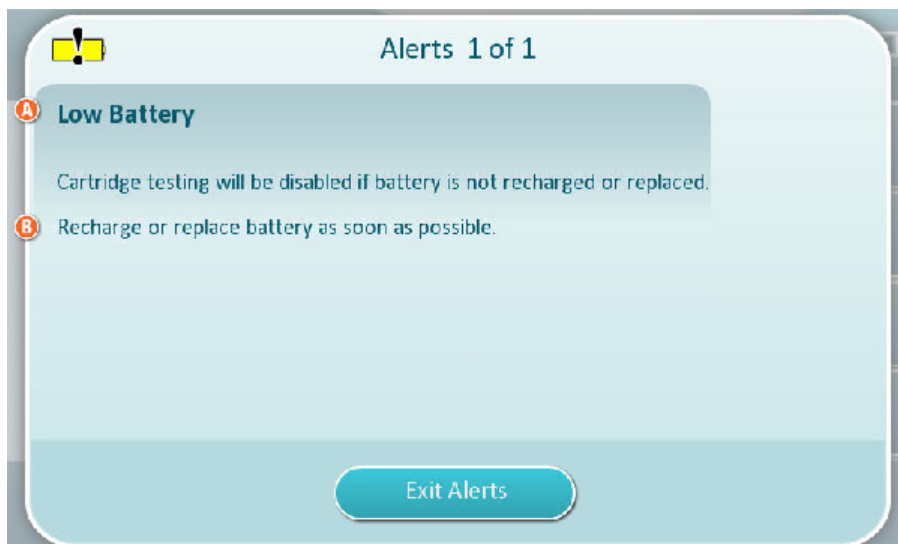 Alerts 1 of 1
A Low Battery
Cartridge testing will be disabled if battery is not recharged or replaced.
B Recharge or replace battery as soon as possible.
Exit Alerts